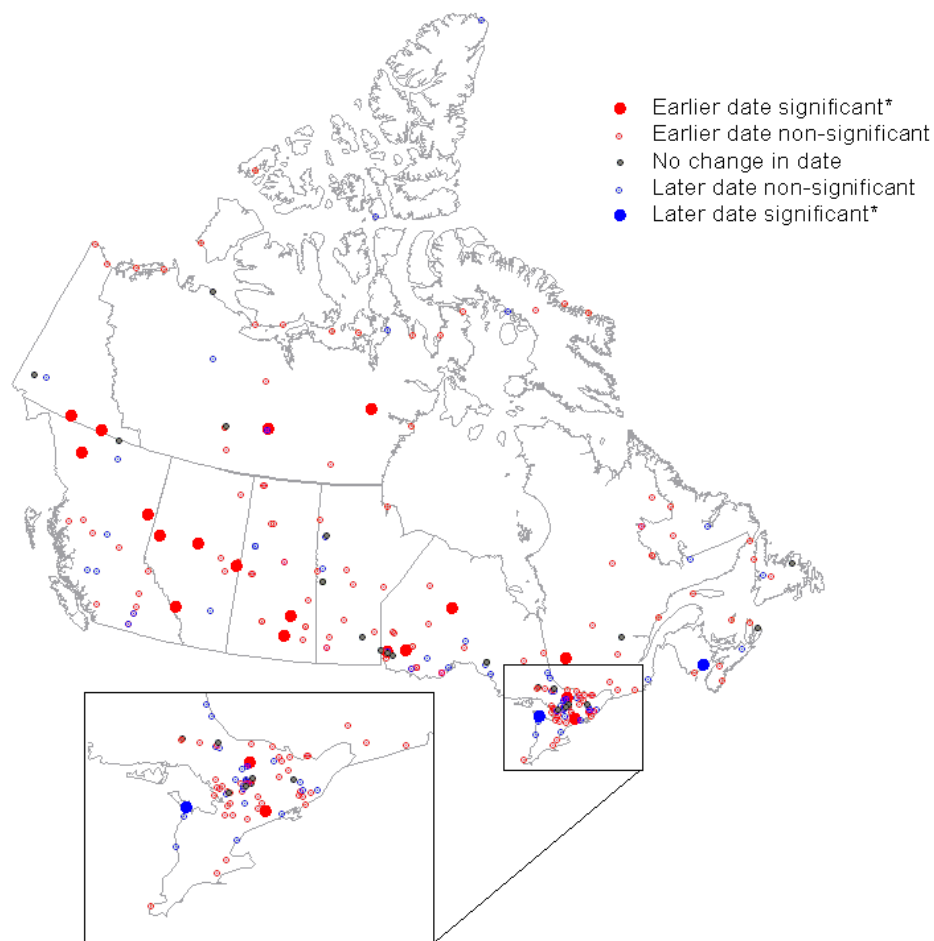 Earlier date significant*
Earlier date non-significant
No change in date
Later date non-significant
Later date significant*